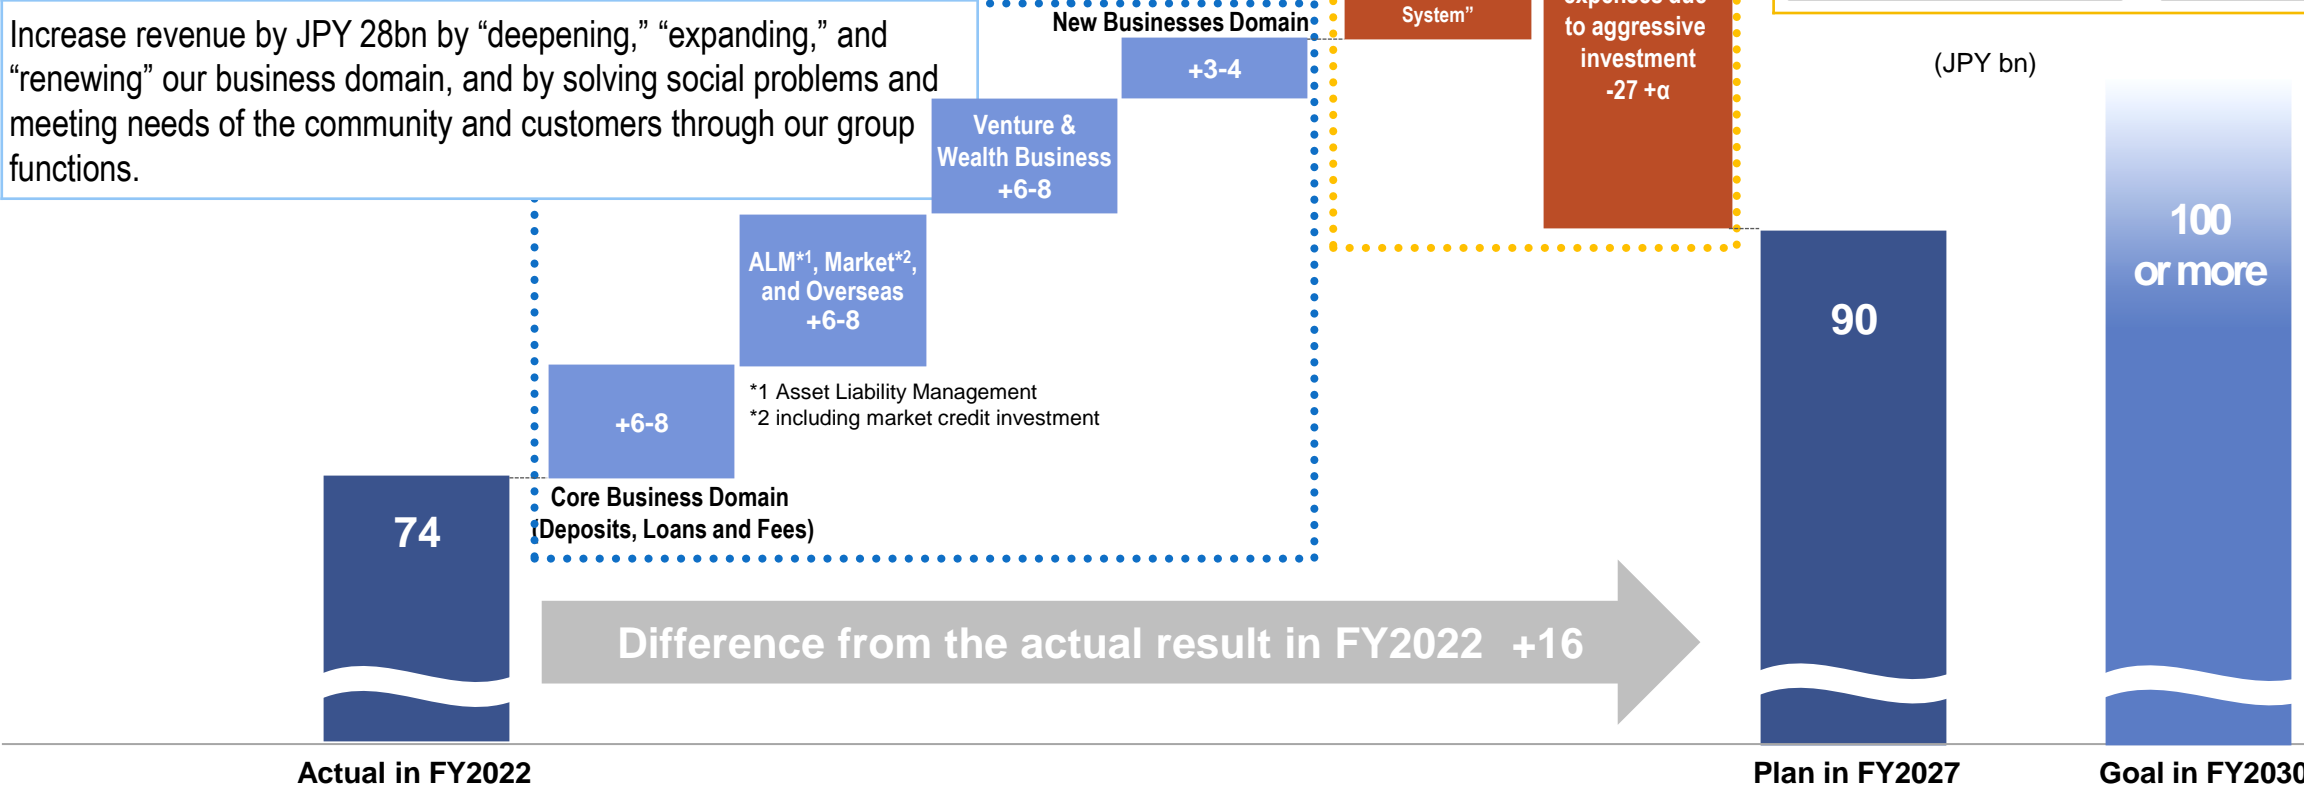 Increase revenue by JPY 28bn by “deepening,” “expanding,” and
“renewing” our business domain, and by solving social problems and
meeting needs of the community and customers through our group
functions.
New Businesses Domain
+3-4
Venture &
Wealth Business
+6-8
ALM*1, Market*2,
and Overseas
+6-8
*1 Asset Liability Management
*2 including market credit investment
+6-8
Core Business Domain
(Deposits, Loans and Fees)
System”
expenses due
to aggressive
investment
-27 +α
(JPY bn)
74
90
100
or more
Difference from the actual result in FY2022 +16
Actual in FY2022
Plan in FY2027
Goal in FY2030